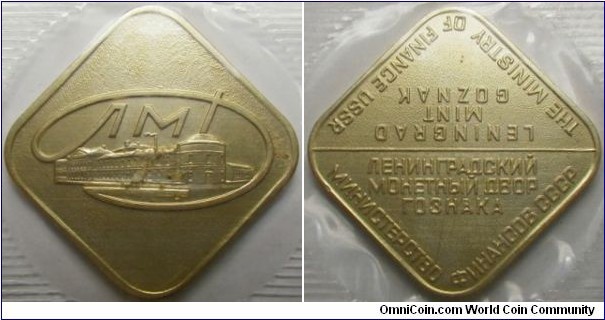 ЛМД
LENINGRAD
MINT
GOZNAK
THE MINISTRY OF FINANCE USSR
ЛЕНИНГРАДСКИЙ
МОНЕТНЫЙ ДВОР
ГОЗНАКА
МИНИСТЕРСТВО ФИНАНСОВ СССР
OmniCoin.com World Coin Community